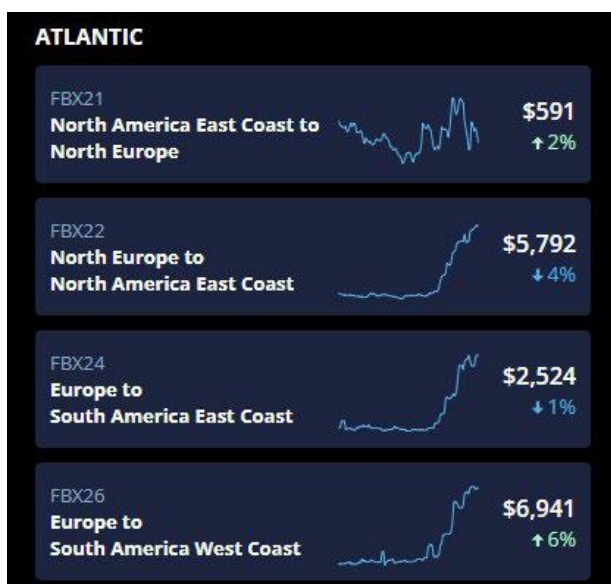 ATLANTIC
FBX21
North America East Coast to
North Europe
$591
↑2%
FBX22
North Europe to
North America East Coast
$5,792
↓4%
FBX24
Europe to
South America East Coast
$2,524
↓1%
FBX26
Europe to
South America West Coast
$6,941
↑6%